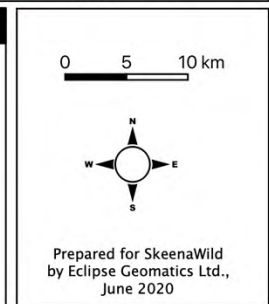 0 5 10 km
N
W E
S
Prepared for SkeenaWild
by Eclipse Geomatics Ltd.,
June 2020